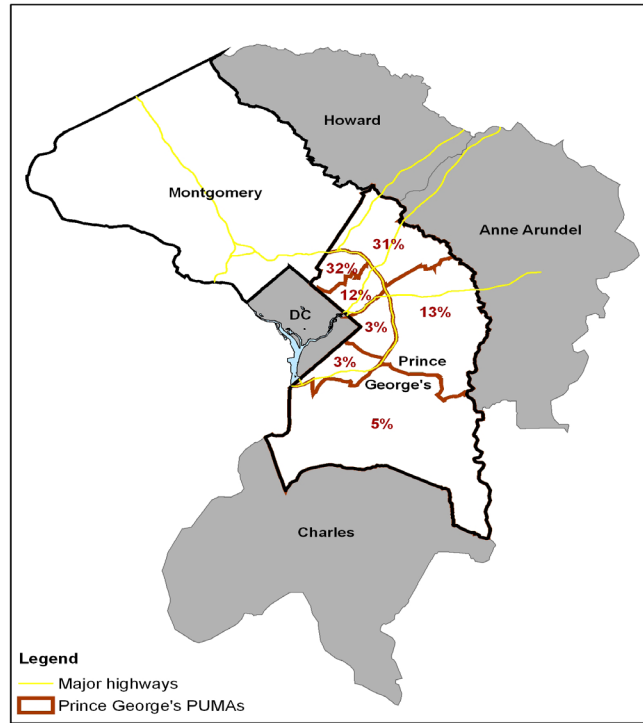 Howard
Montgomery
Anne Arundel
31%
32%
12%
13%
DC
3%
3%
Prince
George's
5%
Charles
Legend
Major highways
Prince George's PUMAs